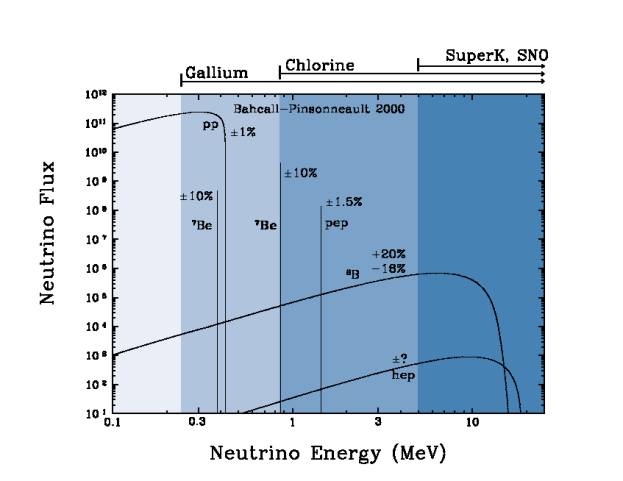 SuperK, SNO
Chlorine
Gallium
Bahcall-Pinsonneault 2000
Neutrino Flux
10¹²
10¹¹
10¹⁰
10⁹
10⁸
10⁷
10⁶
10⁵
10⁴
10³
10²
10¹
pp
±1%
±10%
⁷Be
±10%
⁷Be
±1.5%
pep
⁸B
+20%
−16%
±?
hep
0.1 0.3 1 3 10
Neutrino Energy (MeV)